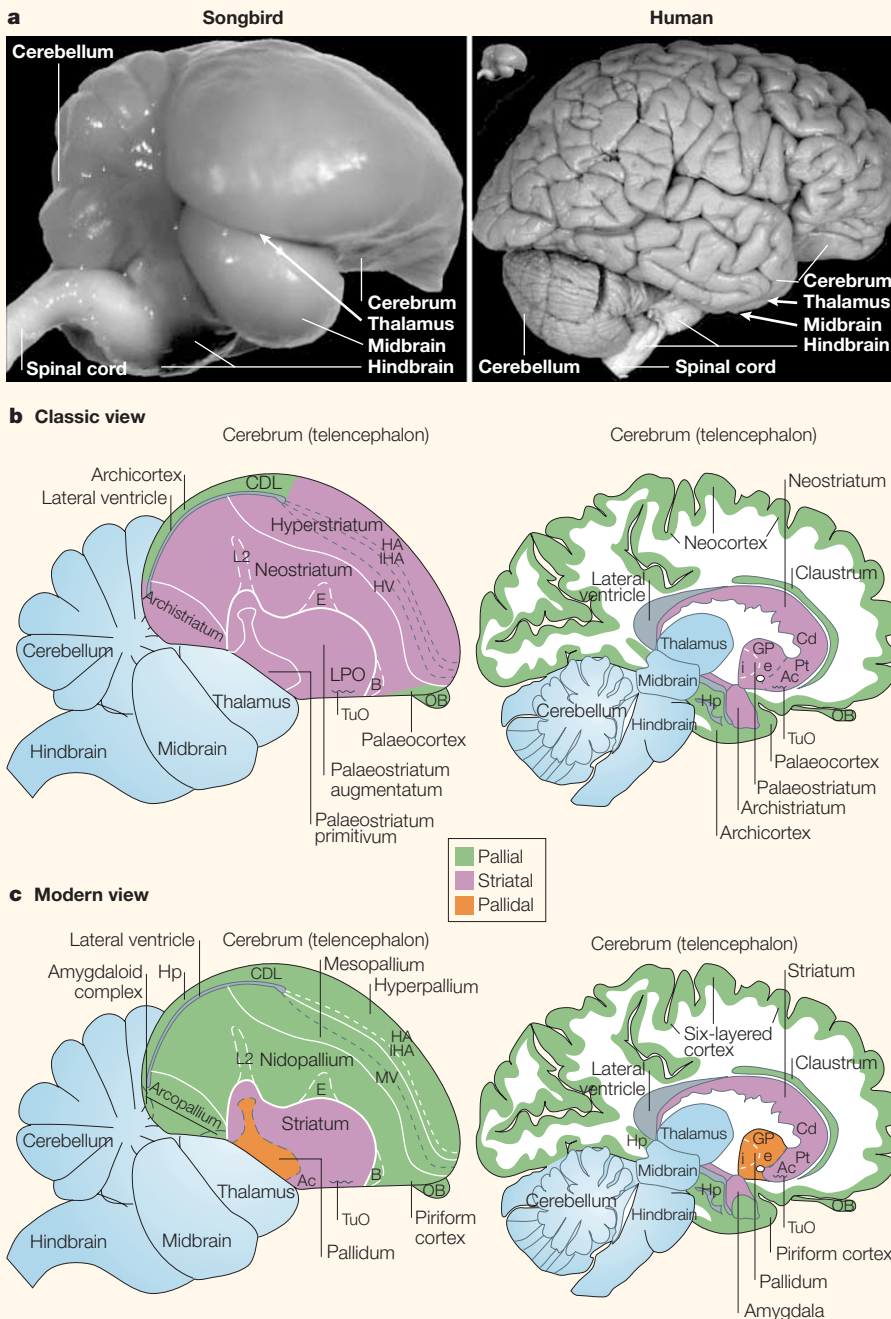 a
Songbird
Human
Cerebellum
Cerebrum
Thalamus
Midbrain
Hindbrain
Spinal cord
Cerebrum
Thalamus
Midbrain
Hindbrain
Cerebellum
Spinal cord
b Classic view
Cerebrum (telencephalon)
Archicortex
Lateral ventricle
CDL
Hyperstriatum
HA
IHA
HV
L2
Neostriatum
E
Archistriatum
Cerebellum
LPO
B
OB
Thalamus
TuO
Palaeocortex
Hindbrain
Midbrain
Palaeostriatum
augmentatum
Palaeostriatum
primitivum
Cerebrum (telencephalon)
Neostriatum
Neocortex
Claustrum
Lateral
ventricle
Thalamus
Cd
GP
i
e
Pt
Ac
Midbrain
Cerebellum
Hp
OB
Hindbrain
TuO
Palaeocortex
Palaeostriatum
Archistriatum
Archicortex
Pallial
Striatal
Pallidal
c Modern view
Lateral ventricle
Cerebrum (telencephalon)
Amygdaloid
complex
Hp
Mesopallium
CDL
Hyperpallium
HA
IHA
L2
Nidopallium
MV
E
Arcopallium
Striatum
Cerebellum
B
Ac
OB
Thalamus
TuO
Piriform
cortex
Hindbrain
Midbrain
Pallidum
Cerebrum (telencephalon)
Striatum
Six-layered
cortex
Claustrum
Lateral
ventricle
Hp
Thalamus
Cd
GP
i
e
Pt
Ac
Midbrain
Cerebellum
Hp
OB
Hindbrain
TuO
Piriform cortex
Pallidum
Amygdala